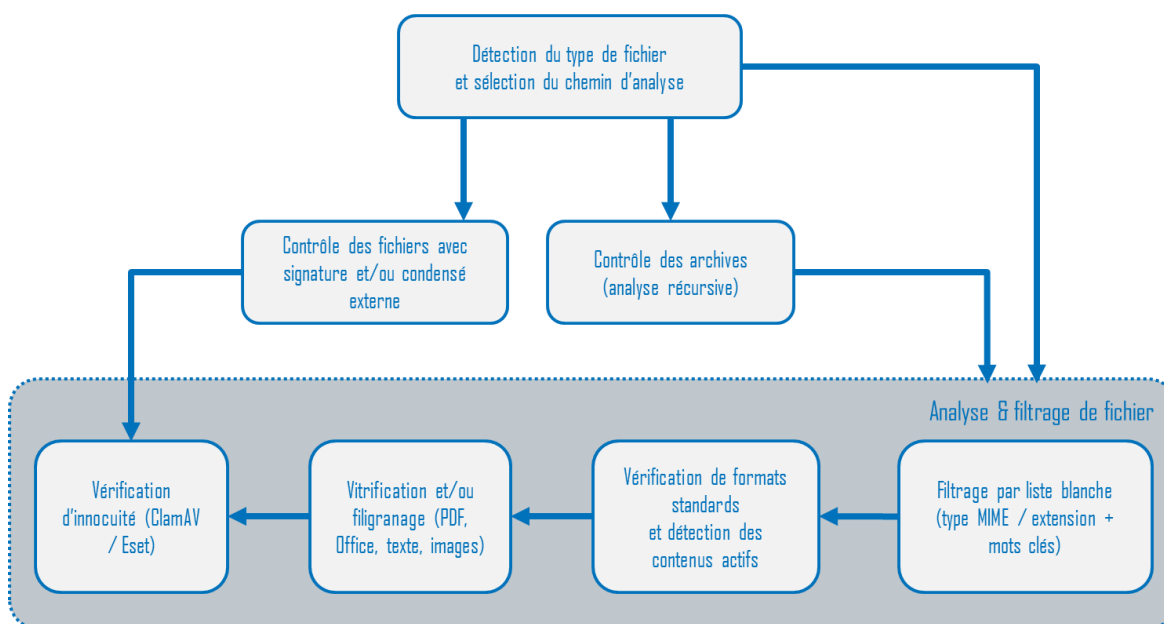 Détection du type de fichier
et sélection du chemin d'analyse
Contrôle des fichiers avec
signature et/ou condensé
externe
Contrôle des archives
(analyse récursive)
Analyse & filtrage de fichier
Vérification
d'innocuité (ClamAV
/ Eset)
Vitrification et/ou
filigranage (PDF,
Office, texte, images)
Vérification de formats
standards
et détection des
contenus actifs
Filtrage par liste blanche
(type MIME / extension +
mots clés)